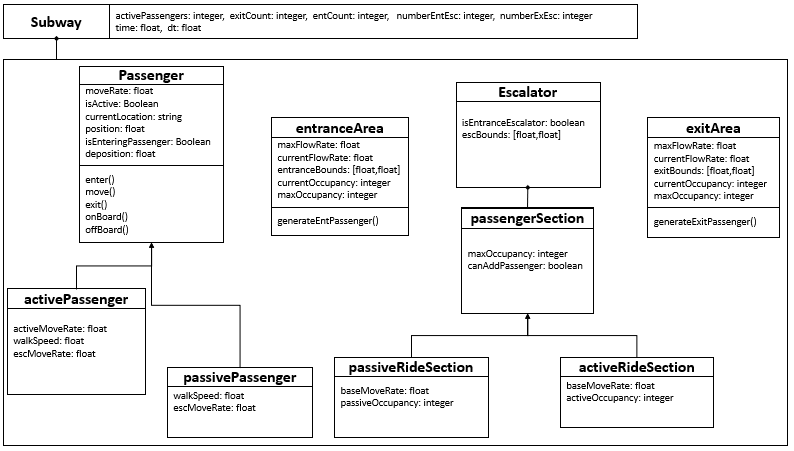 Subway
activePassengers: integer, exitCount: integer, entCount: integer, numberEntEsc: integer, numberExEsc: integer
time: float, dt: float
Passenger
moveRate: float
isActive: Boolean
currentLocation: string
position: float
isEnteringPassenger: Boolean
deposition: float
enter()
move()
exit()
onBoard()
offBoard()
entranceArea
maxFlowRate: float
currentFlowRate: float
entranceBounds: [float,float]
currentOccupancy: integer
maxOccupancy: integer
generateEntPassenger()
Escalator
isEntranceEscalator: boolean
escBounds: [float,float]
exitArea
maxFlowRate: float
currentFlowRate: float
exitBounds: [float,float]
currentOccupancy: integer
maxOccupancy: integer
generateExitPassenger()
passengerSection
maxOccupancy: integer
canAddPassenger: boolean
activePassenger
activeMoveRate: float
walkSpeed: float
escMoveRate: float
passivePassenger
walkSpeed: float
escMoveRate: float
passiveRideSection
baseMoveRate: float
passiveOccupancy: integer
activeRideSection
baseMoveRate: float
activeOccupancy: integer